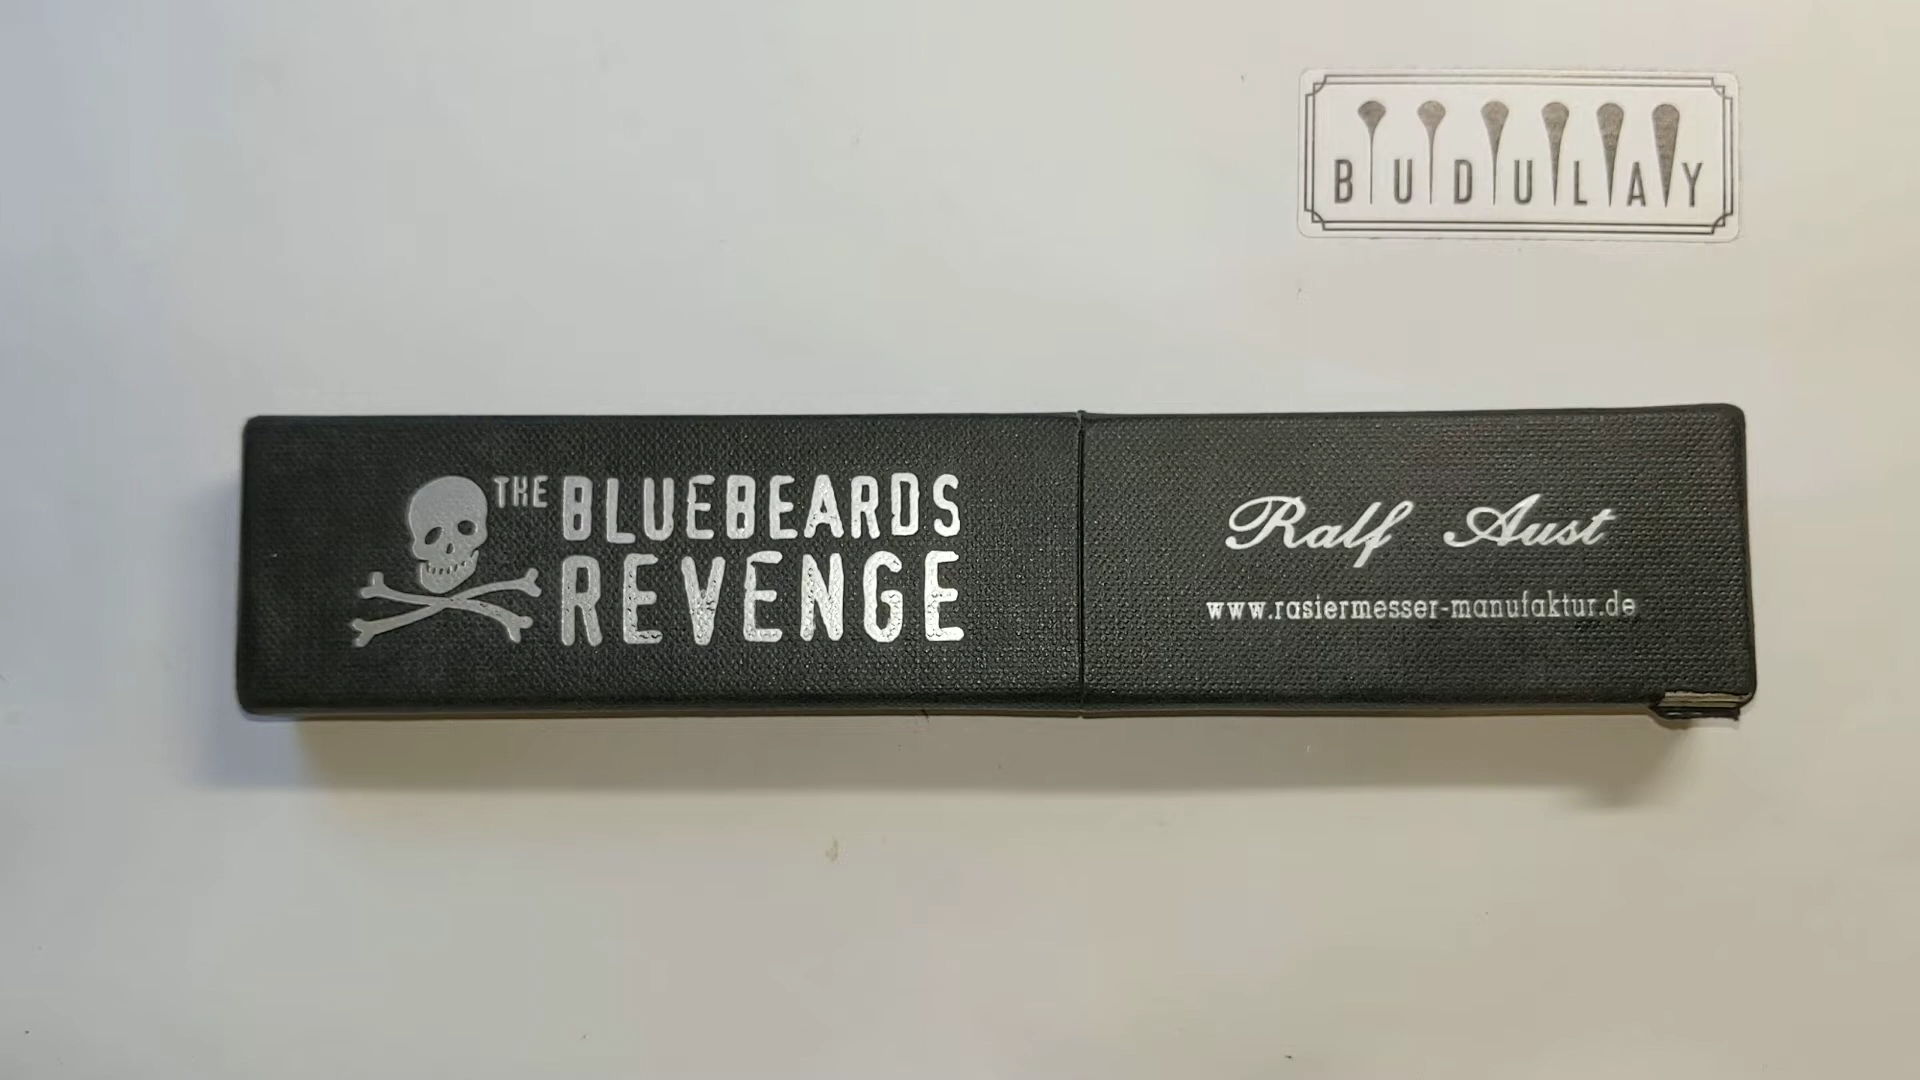 BUDULAY
THE BLUEBEARDS
REVENGE
Ralf Aust
www.rasiermesser-manufaktur.de